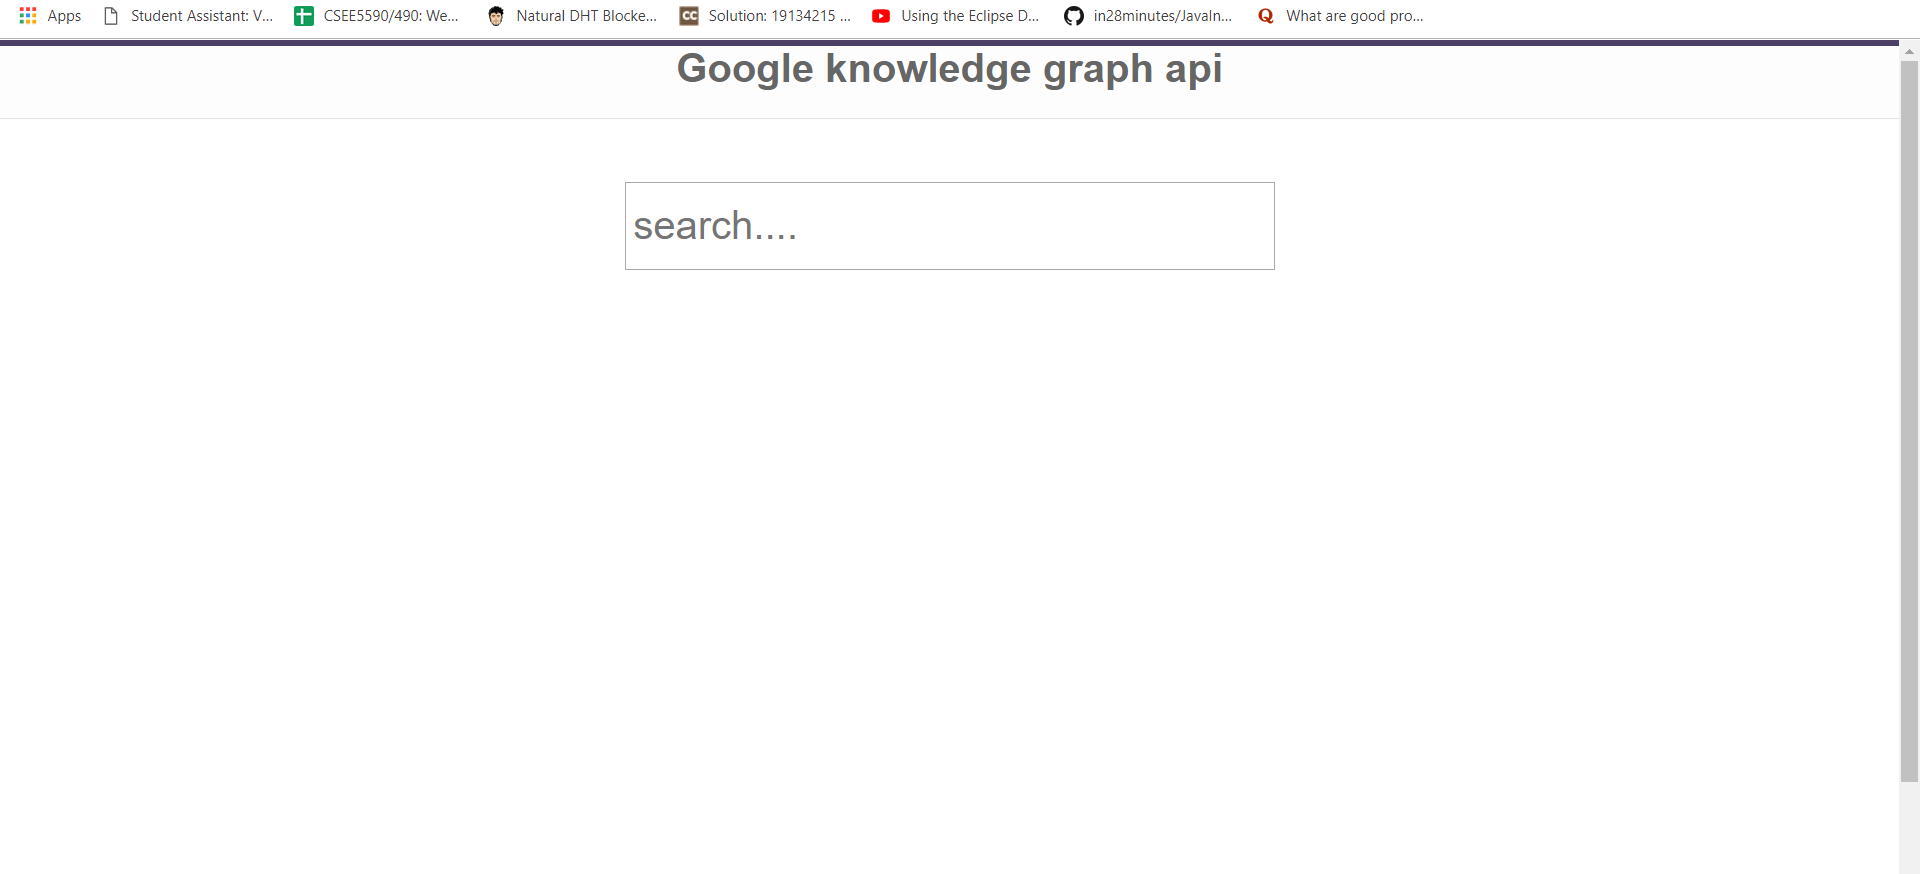 Apps Student Assistant: V... CSEE5590/490: We... Natural DHT Blocke... CC Solution: 19134215 ... Using the Eclipse D... in28minutes/JavaIn... Q What are good pro...
Google knowledge graph api
search....